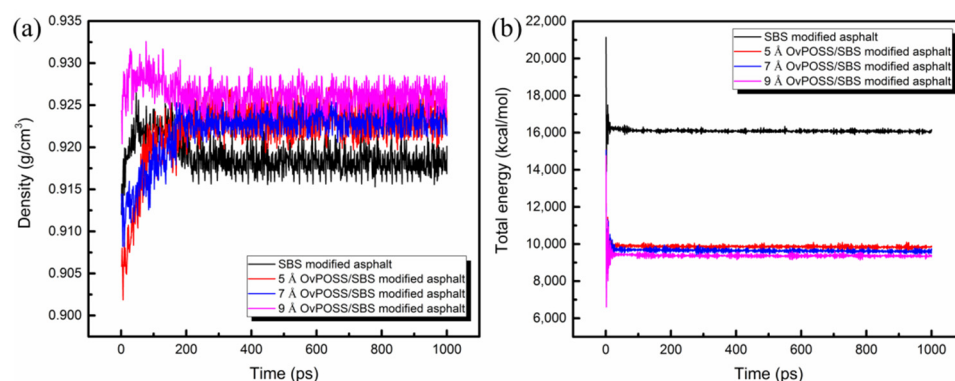 (a)
Density (g/cm³)
0.935
0.930
0.925
0.920
0.915
0.910
0.905
0.900
SBS modified asphalt
5 Å OvPOSS/SBS modified asphalt
7 Å OvPOSS/SBS modified asphalt
9 Å OvPOSS/SBS modified asphalt
0 200 400 600 800 1000
Time (ps)
(b)
Total energy (kcal/mol)
22,000
20,000
18,000
16,000
14,000
12,000
10,000
8,000
6,000
SBS modified asphalt
5 Å OvPOSS/SBS modified asphalt
7 Å OvPOSS/SBS modified asphalt
9 Å OvPOSS/SBS modified asphalt
0 200 400 600 800 1000
Time (ps)